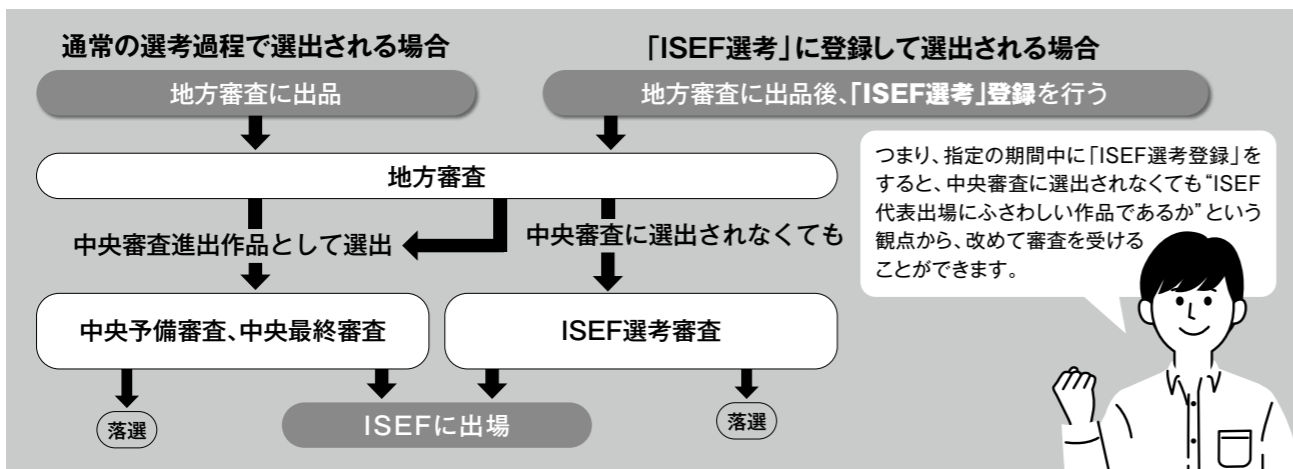 通常の選考過程で選出される場合
「ISEF選考」に登録して選出される場合
地方審査に出品
地方審査に出品後、「ISEF選考」登録を行う
地方審査
つまり、指定の期間中に「ISEF選考登録」を
すると、中央審査に選出されなくても“ISEF
代表出場にふさわしい作品であるか”という
観点から、改めて審査を受ける
ことができます。
中央審査進出作品として選出
中央審査に選出されなくても
中央予備審査、中央最終審査
ISEF選考審査
落選
ISEFに出場
落選